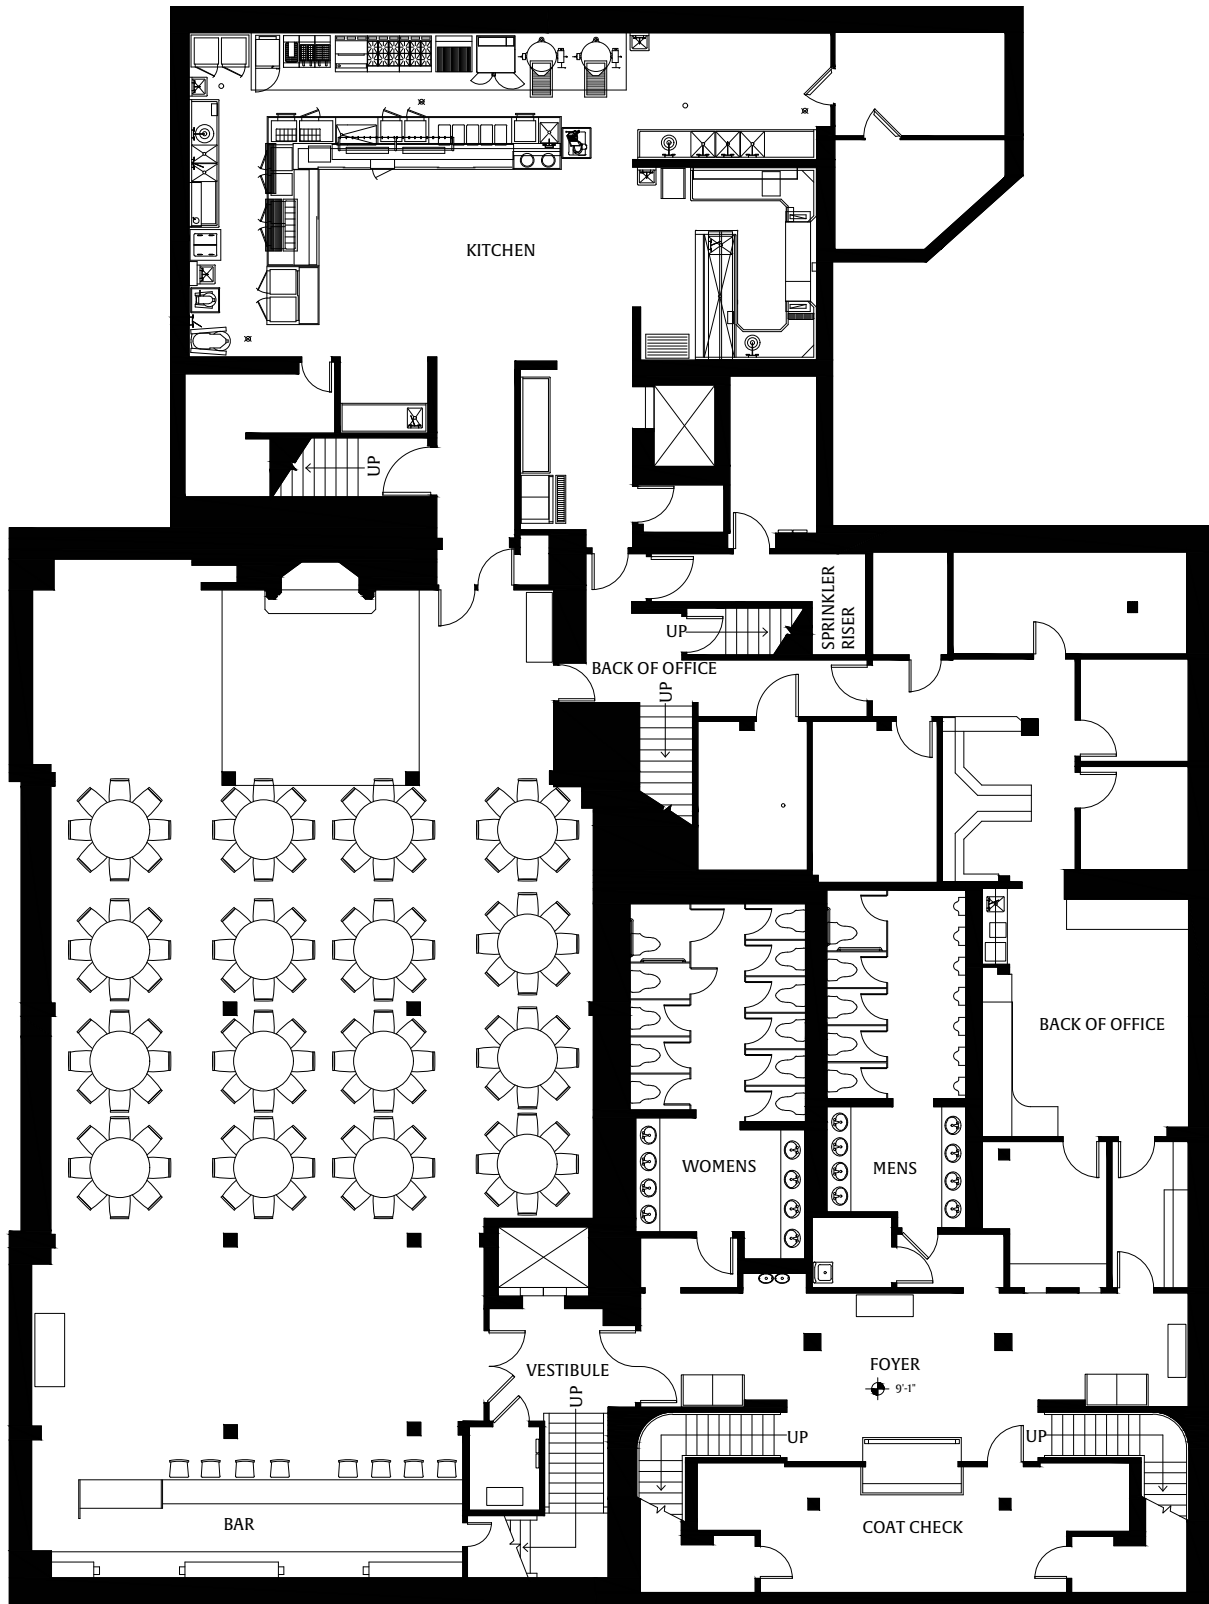 KITCHEN
UP
SPRINKLER
RISER
UP
BACK OF OFFICE
UP
BACK OF OFFICE
WOMENS
MENS
VESTIBULE
FOYER
9'-1"
UP
UP
UP
BAR
COAT CHECK